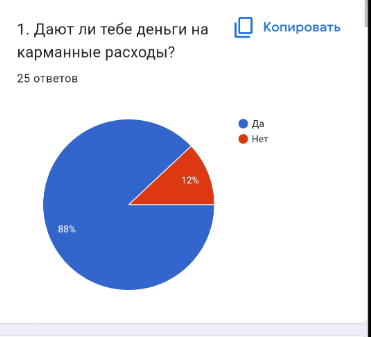 1. Дают ли тебе деньги на
карманные расходы?
Копировать
25 ответов
Да
Нет
12%
88%